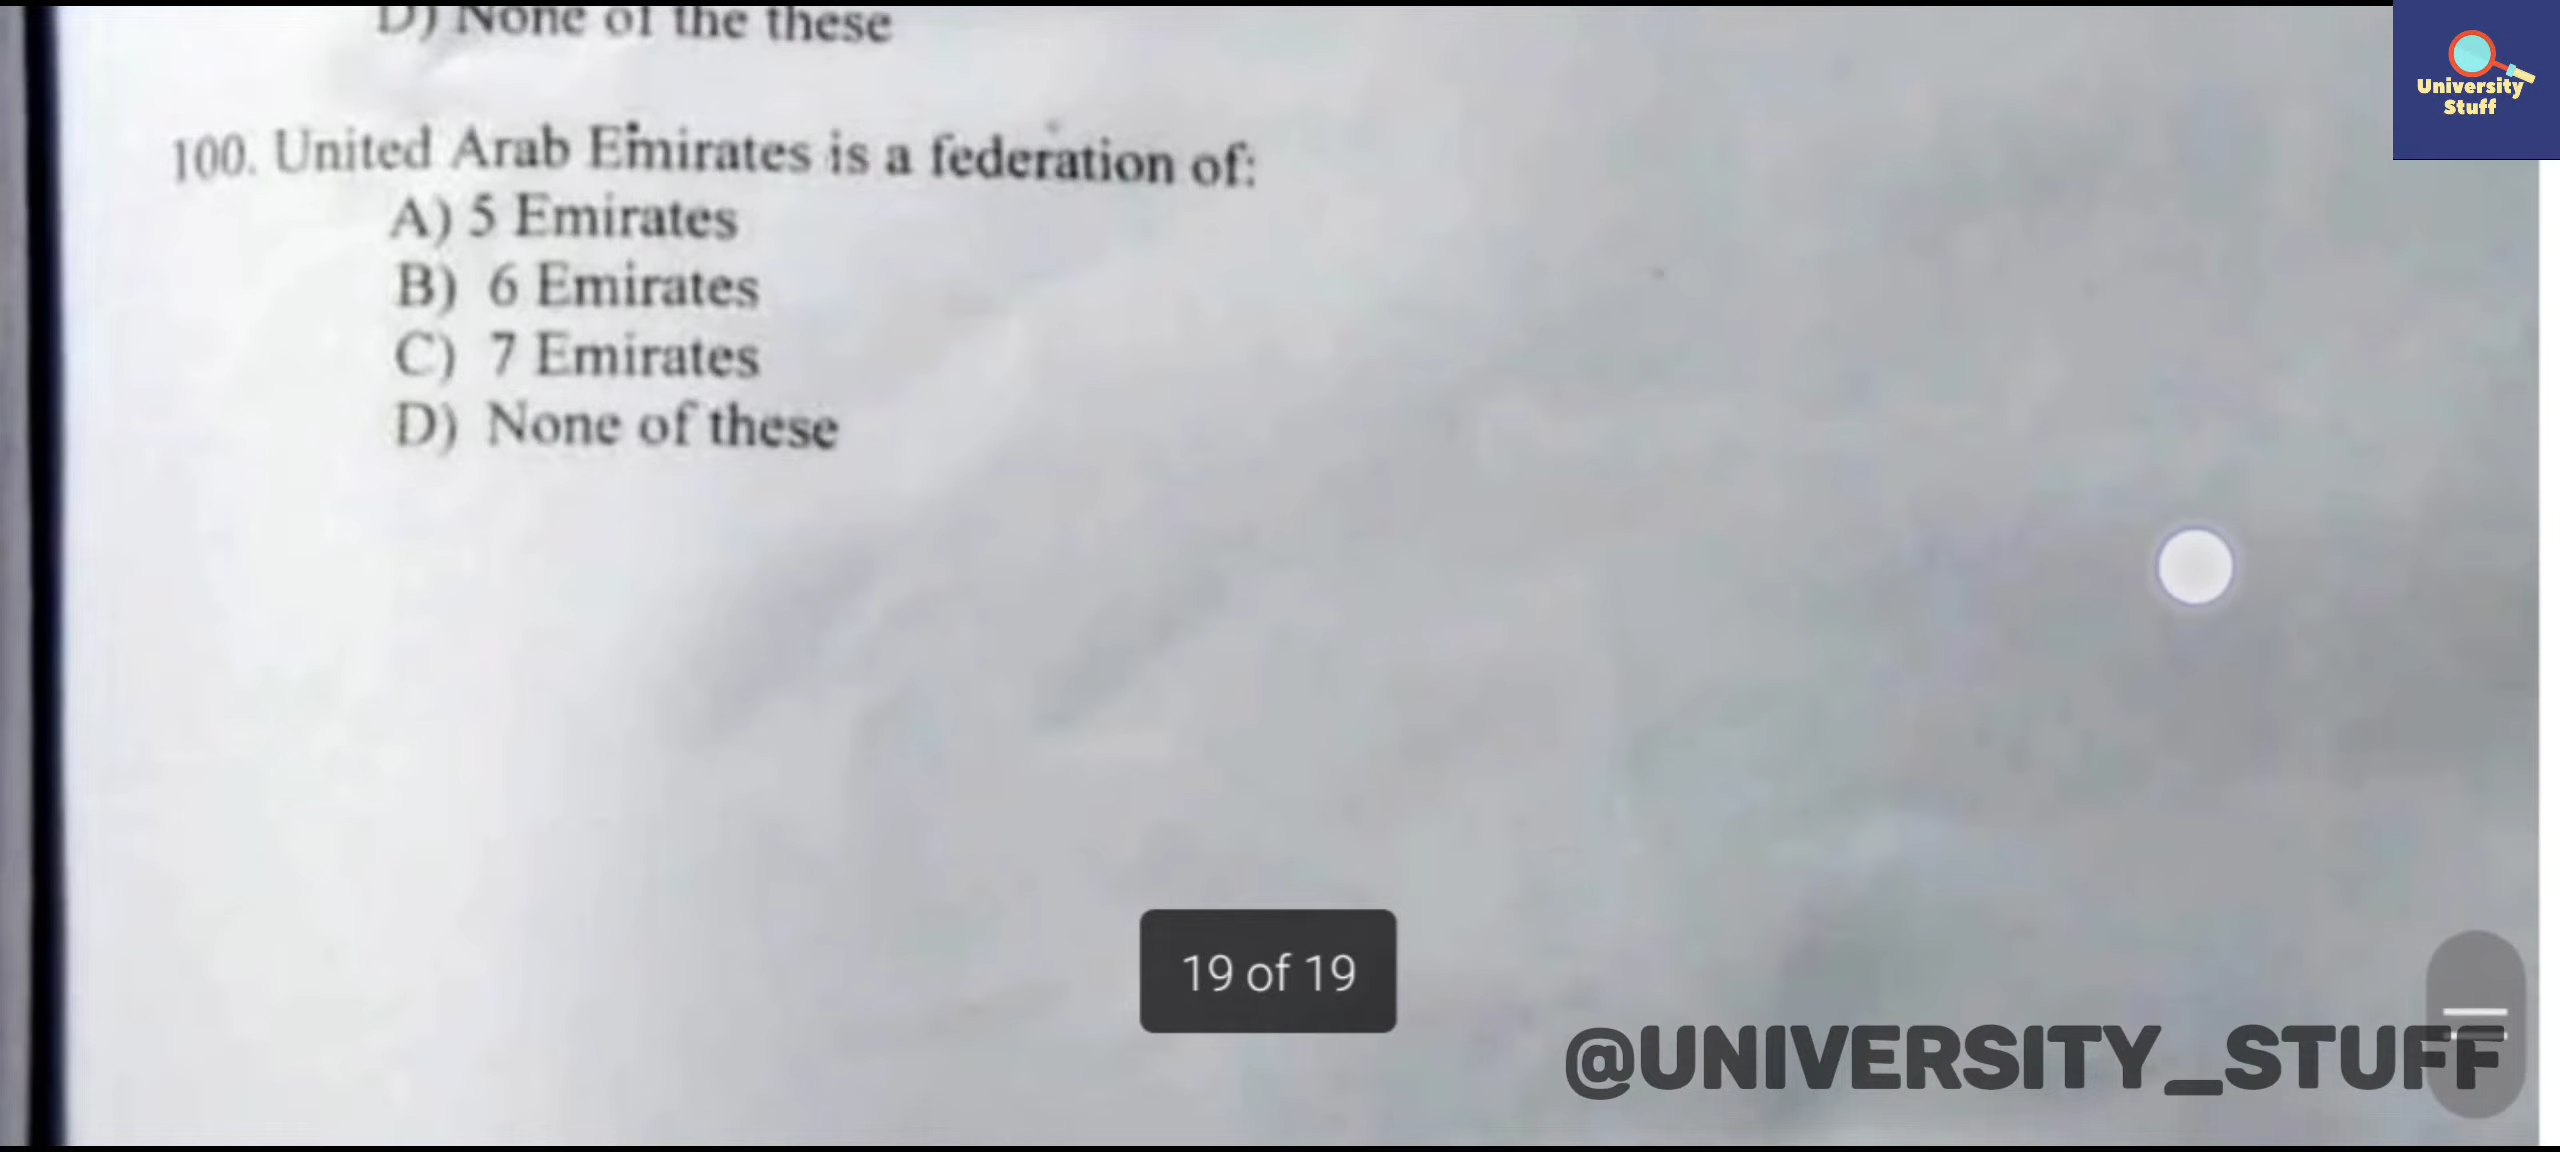 D) None of the these
University
Stuff
100. United Arab Emirates is a federation of:
A) 5 Emirates
B) 6 Emirates
C) 7 Emirates
D) None of these
19 of 19
@UNIVERSITY_STUFF